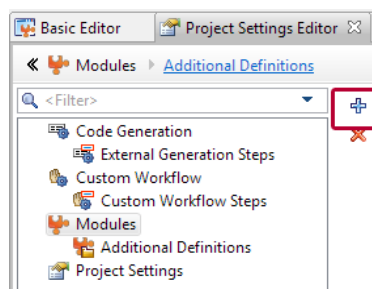 Basic Editor
Project Settings Editor
Modules Additional Definitions
<Filter>
Code Generation
External Generation Steps
Custom Workflow
Custom Workflow Steps
Modules
Additional Definitions
Project Settings